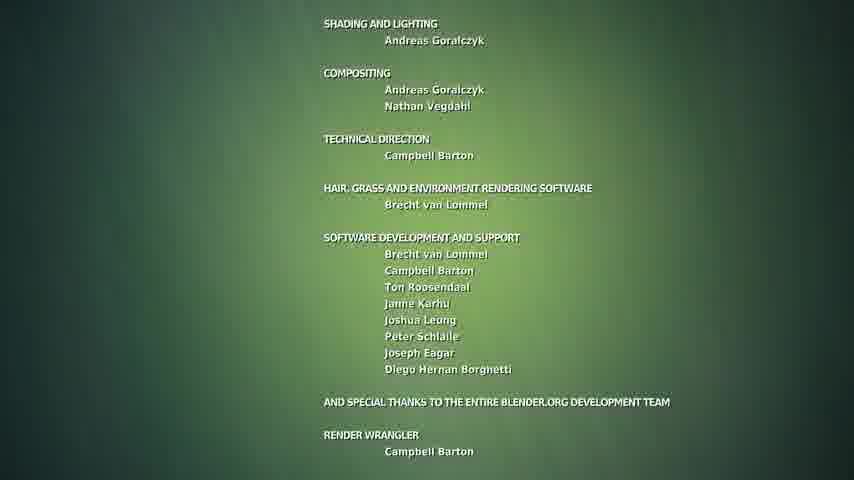 SHADING AND LIGHTING
Andreas Goralczyk
COMPOSITING
Andreas Goralczyk
Nathan Vegdahl
TECHNICAL DIRECTION
Campbell Barton
HAIR, GRASS AND ENVIRONMENT RENDERING SOFTWARE
Brecht van Lommel
SOFTWARE DEVELOPMENT AND SUPPORT
Brecht van Lommel
Campbell Barton
Ton Roosendaal
Janne Karhu
Joshua Leung
Peter Schlaile
Joseph Eagar
Diego Hernan Borghetti
AND SPECIAL THANKS TO THE ENTIRE BLENDER.ORG DEVELOPMENT TEAM
RENDER WRANGLER
Campbell Barton